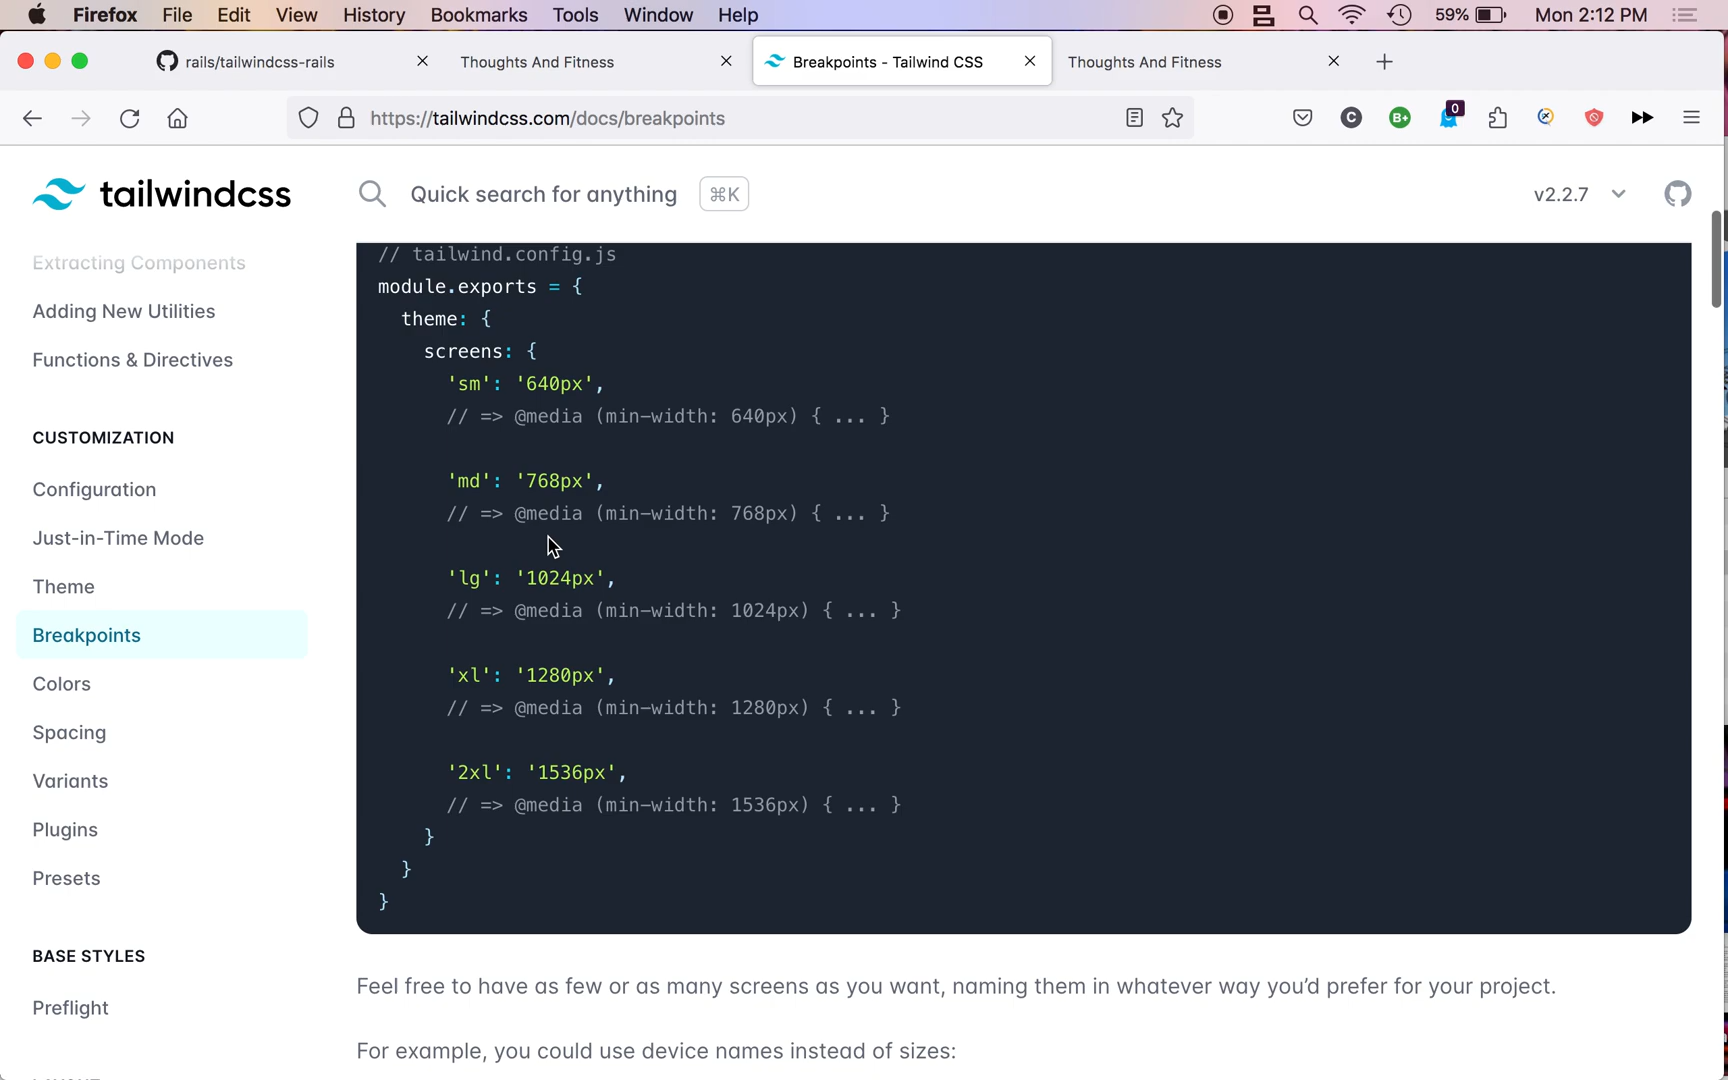 Firefox File Edit View History Bookmarks Tools Window Help 59% Mon 2:12 PM
rails/tailwindcss-rails Thoughts And Fitness Breakpoints - Tailwind CSS Thoughts And Fitness
https://tailwindcss.com/docs/breakpoints C B+ 0
tailwindcss Quick search for anything ⌘K v2.2.7
Extracting Components
Adding New Utilities
Functions & Directives
CUSTOMIZATION
Configuration
Just-in-Time Mode
Theme
Breakpoints
Colors
Spacing
Variants
Plugins
Presets
BASE STYLES
Preflight
// tailwind.config.js
module.exports = {
theme: {
screens: {
'sm': '640px',
// => @media (min-width: 640px) { ... }
'md': '768px',
// => @media (min-width: 768px) { ... }
'lg': '1024px',
// => @media (min-width: 1024px) { ... }
'xl': '1280px',
// => @media (min-width: 1280px) { ... }
'2xl': '1536px',
// => @media (min-width: 1536px) { ... }
}
}
}
Feel free to have as few or as many screens as you want, naming them in whatever way you’d prefer for your project.
For example, you could use device names instead of sizes: